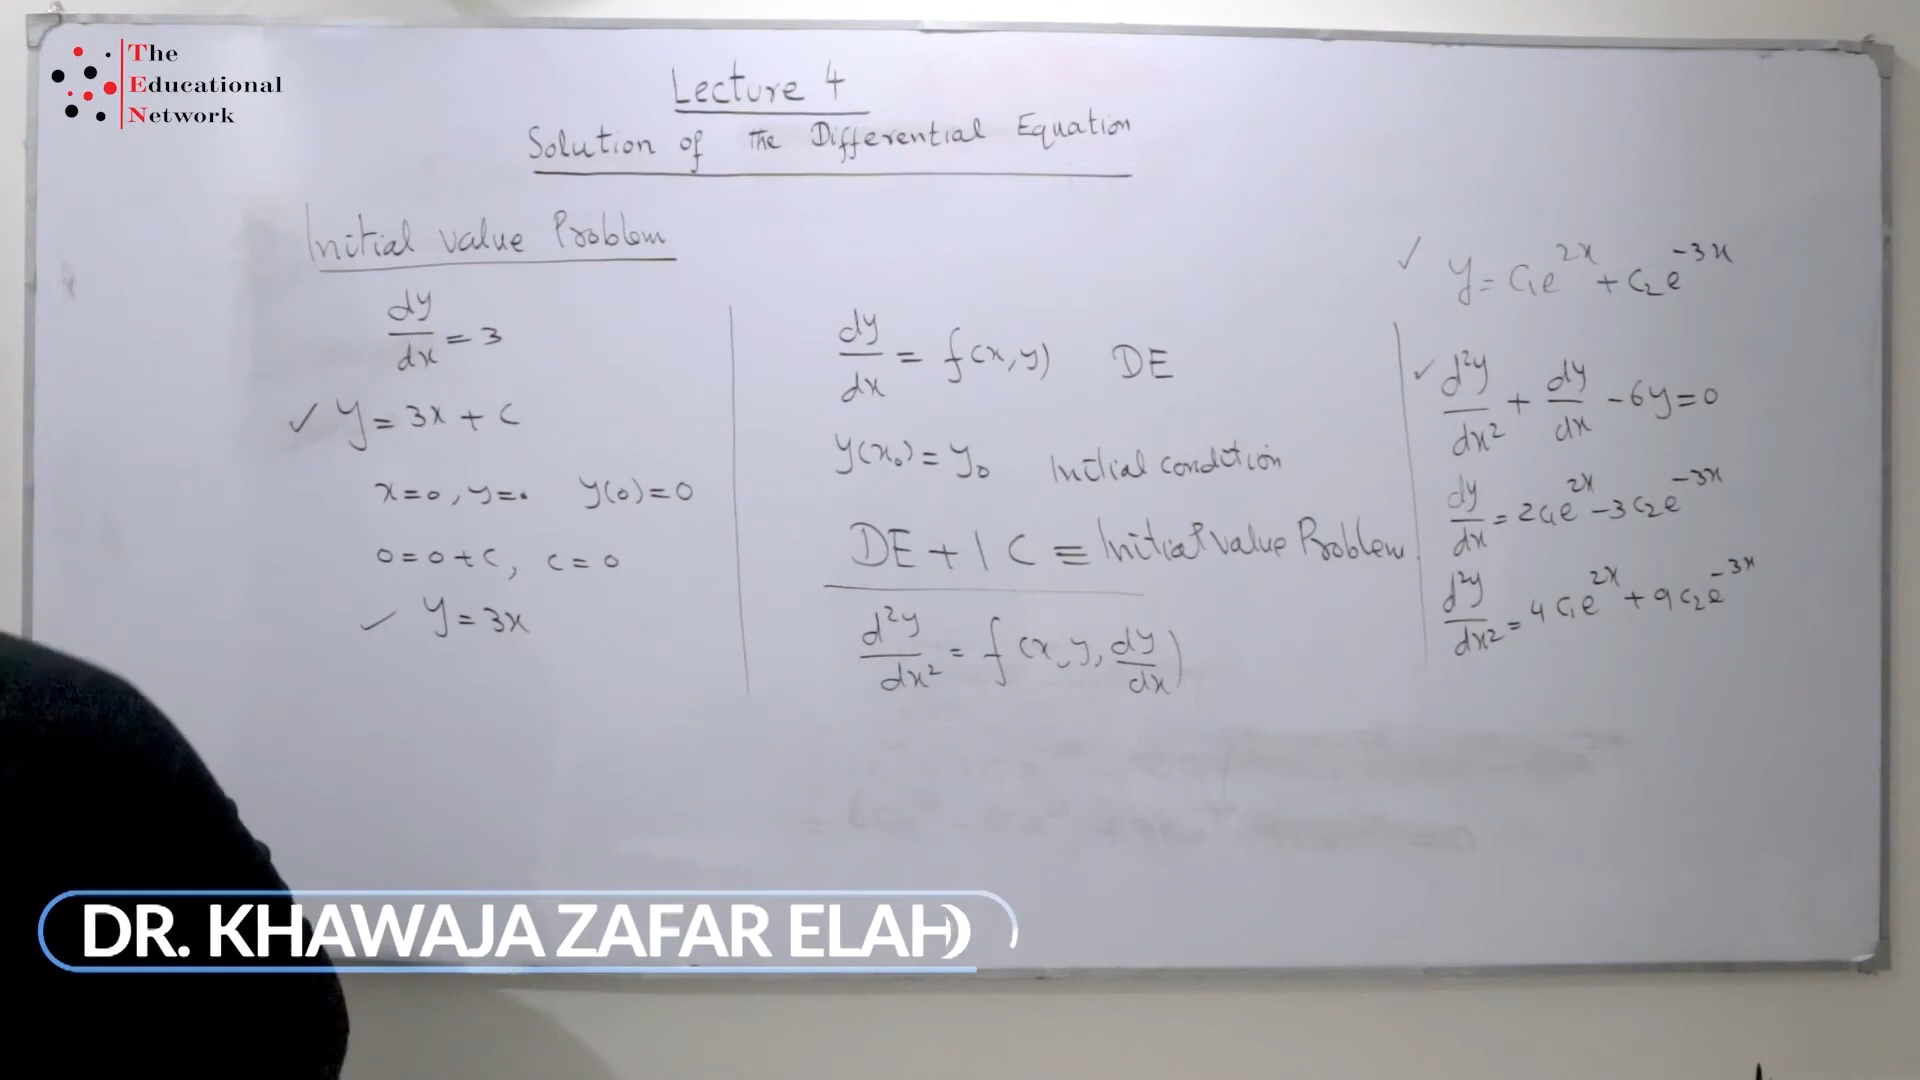 The
Educational
Network
Lecture 4
Solution of the Differential Equation
Initial value Problem
dy/dx = 3
✓ y = 3x + c
x=0, y=0 y(0)=0
0=0+c, c=0
✓ y=3x
dy/dx = f(x,y) DE
y(x₀)=y₀ Initial condition
DE + IC ≡ Initial value Problem
d²y/dx² = f(x,y,dy/dx)
✓ y=c₁e^2x + c₂e^-3x
✓ d²y/dx² + dy/dx - 6y=0
dy/dx = 2c₁e^2x - 3c₂e^-3x
d²y/dx² = 4c₁e^2x + 9c₂e^-3x
DR. KHAWAJA ZAFAR ELAH